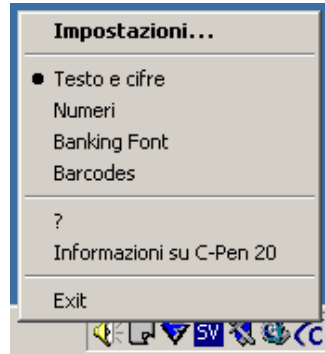 Impostazioni...
Testo e cifre
Numeri
Banking Font
Barcodes
?
Informazioni su C-Pen 20
Exit
SV